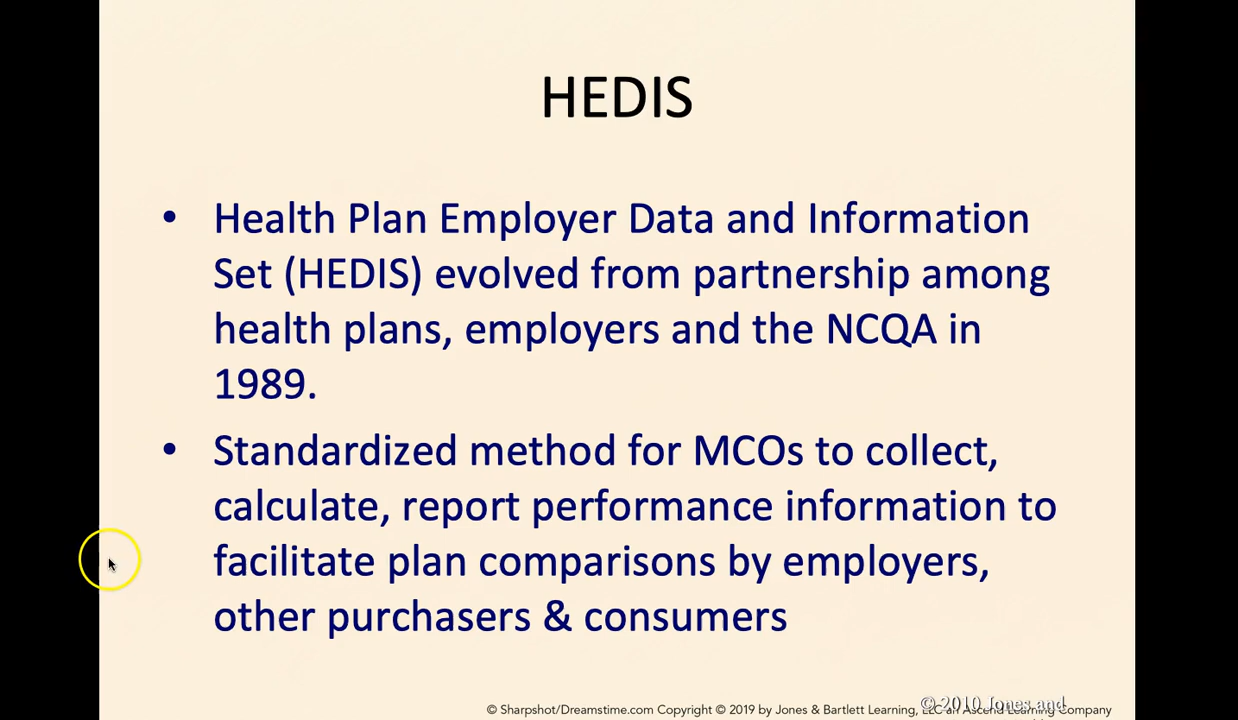 HEDIS
• Health Plan Employer Data and Information
Set (HEDIS) evolved from partnership among
health plans, employers and the NCQA in
1989.
• Standardized method for MCOs to collect,
calculate, report performance information to
facilitate plan comparisons by employers,
other purchasers & consumers
© Sharpshot/Dreamstime.com Copyright © 2019 by Jones & Bartlett Learning, LLC an Ascend Learning Company
© 2010 Jones and